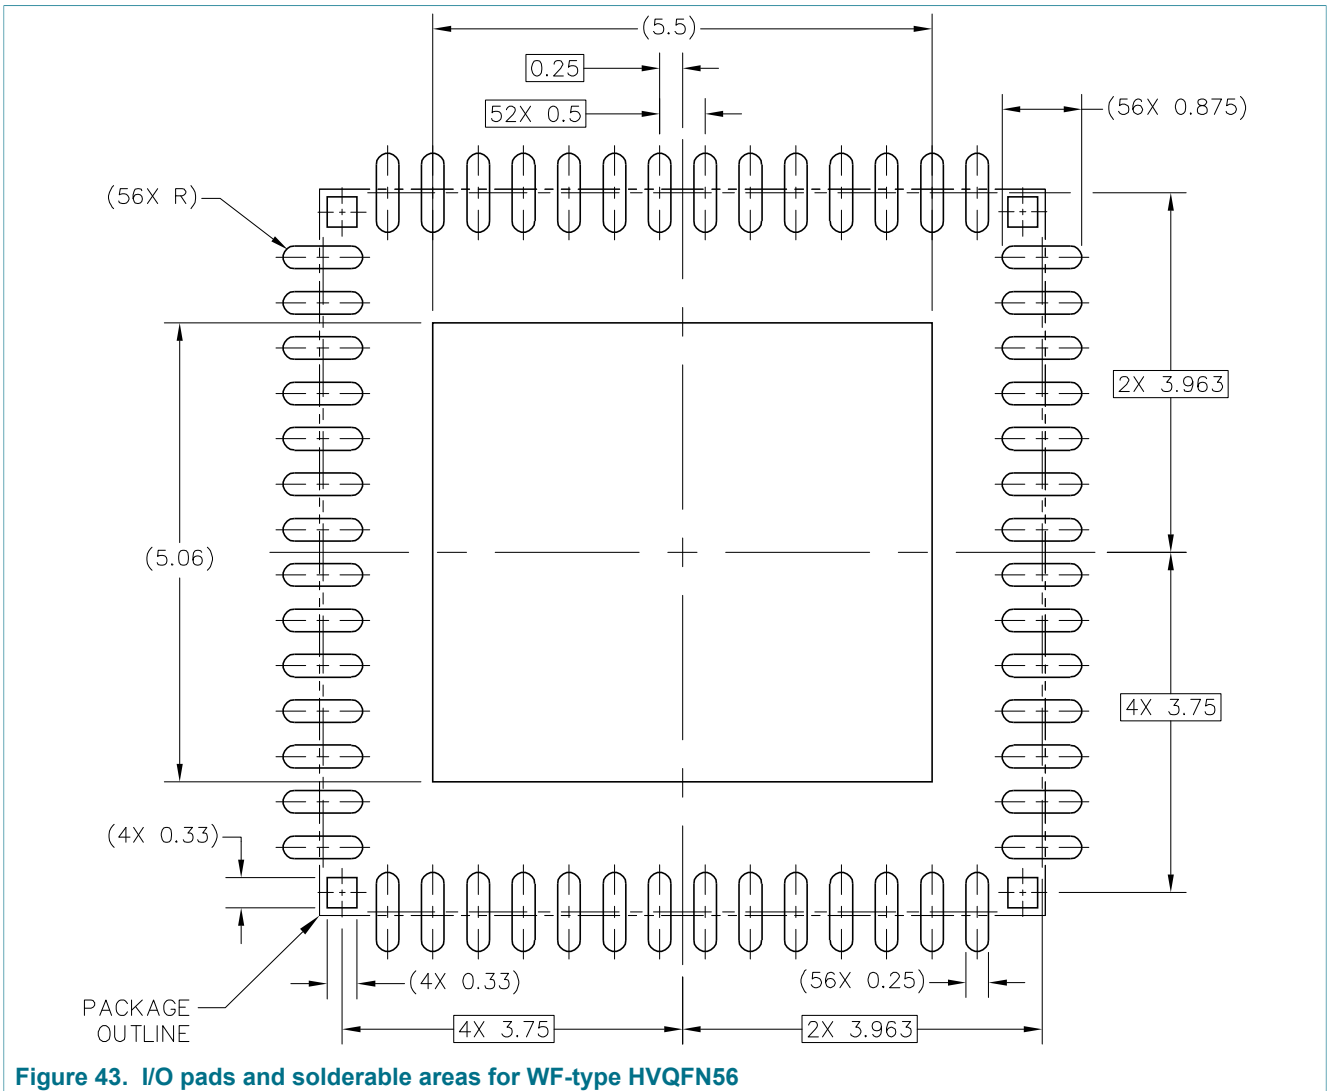 (5.5)
0.25
52X 0.5
(56X 0.875)
(56X R)
2X 3.963
(5.06)
4X 3.75
(4X 0.33)
(4X 0.33)
(56X 0.25)
PACKAGE
OUTLINE
4X 3.75
2X 3.963
Figure 43. I/O pads and solderable areas for WF-type HVQFN56